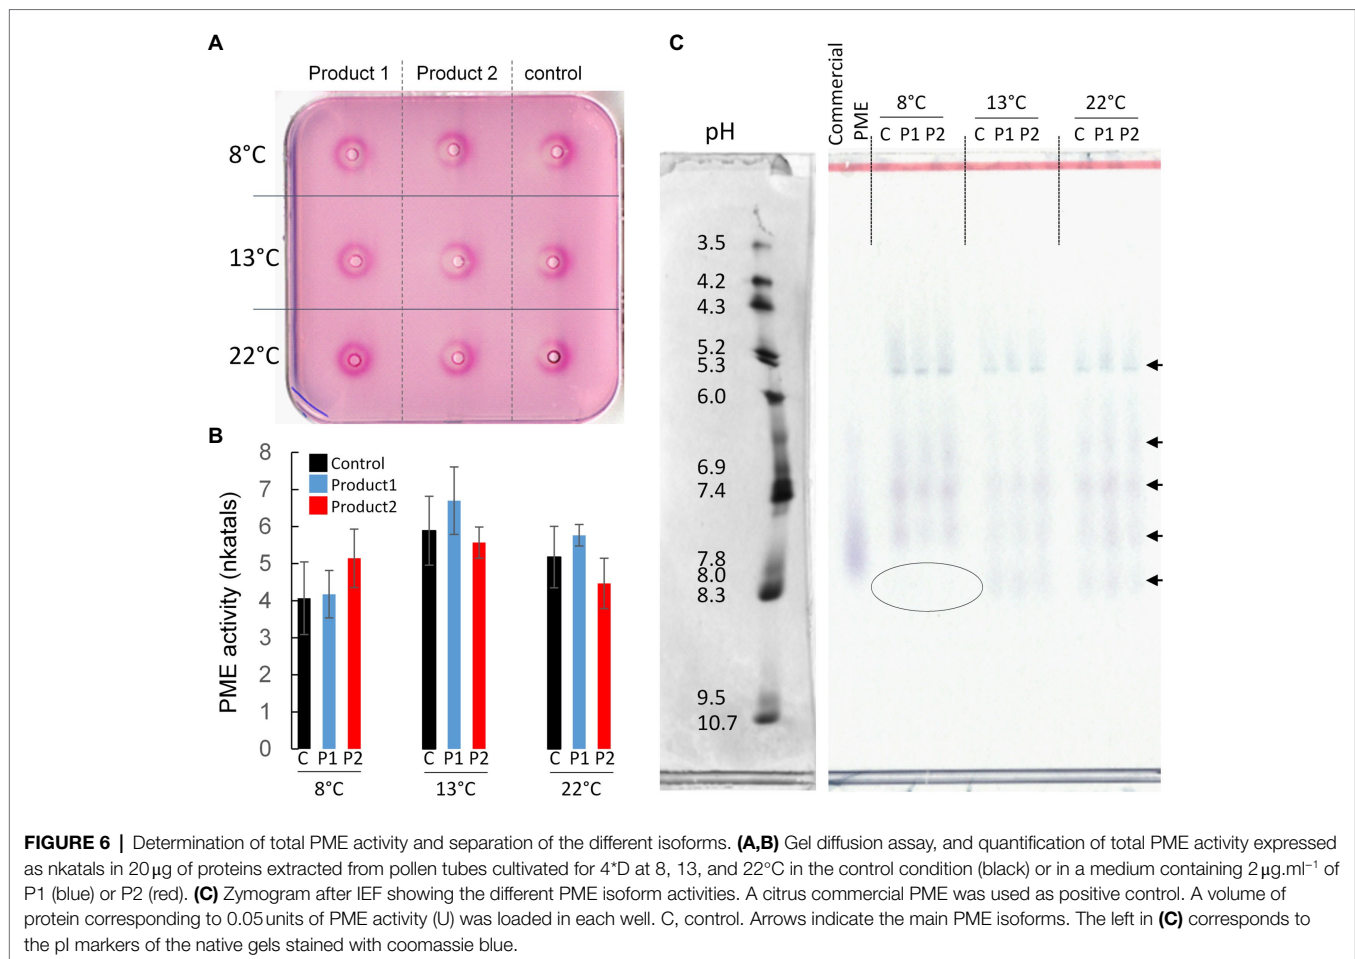 A
Product 1 Product 2 control
8°C
13°C
22°C
B
8
7
6
5
4
3
2
1
0
PME activity (nkatals)
Control
Product1
Product2
C P1 P2 C P1 P2 C P1 P2
8°C 13°C 22°C
C
pH
3.5
4.2
4.3
5.2
5.3
6.0
6.9
7.4
7.8
8.0
8.3
9.5
10.7
Commercial
PME
8°C 13°C 22°C
C P1 P2 C P1 P2 C P1 P2
FIGURE 6 | Determination of total PME activity and separation of the different isoforms. (A,B) Gel diffusion assay, and quantification of total PME activity expressed
as nkatals in 20 μg of proteins extracted from pollen tubes cultivated for 4*D at 8, 13, and 22°C in the control condition (black) or in a medium containing 2 μg.ml⁻¹ of
P1 (blue) or P2 (red). (C) Zymogram after IEF showing the different PME isoform activities. A citrus commercial PME was used as positive control. A volume of
protein corresponding to 0.05 units of PME activity (U) was loaded in each well. C, control. Arrows indicate the main PME isoforms. The left in (C) corresponds to
the pI markers of the native gels stained with coomassie blue.